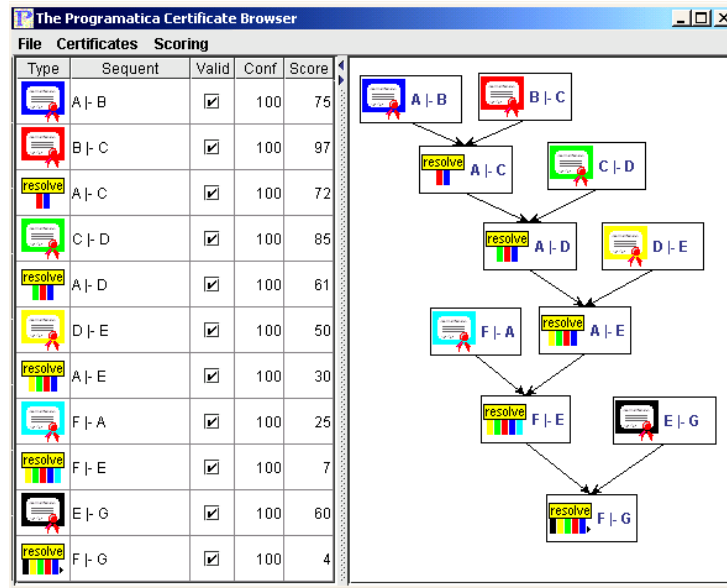 The Programatica Certificate Browser
File Certificates Scoring
Type Sequent Valid Conf Score
A |- B 100 75
B |- C 100 97
resolve A |- C 100 72
C |- D 100 85
resolve A |- D 100 61
D |- E 100 50
resolve A |- E 100 30
F |- A 100 25
resolve F |- E 100 7
E |- G 100 60
resolve F |- G 100 4
A |- B
B |- C
resolve A |- C
C |- D
resolve A |- D
D |- E
F |- A
resolve A |- E
resolve F |- E
E |- G
resolve F |- G